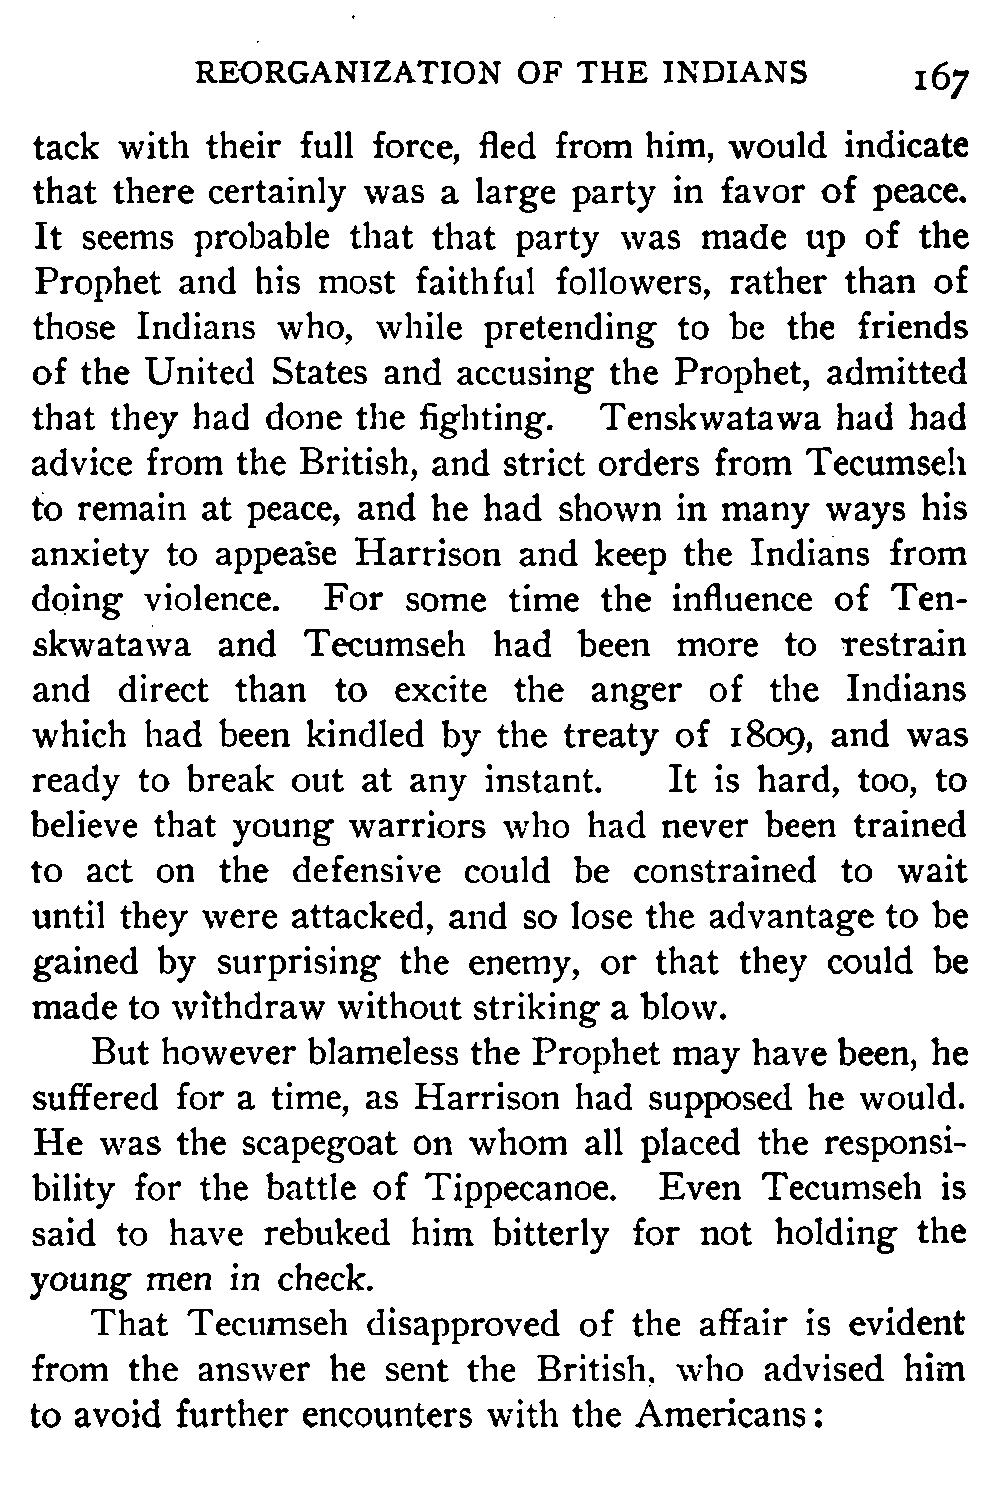 REORGANIZATION OF THE INDIANS 167
tack with their full force, fled from him, would indicate
that there certainly was a large party in favor of peace.
It seems probable that that party was made up of the
Prophet and his most faithful followers, rather than of
those Indians who, while pretending to be the friends
of the United States and accusing the Prophet, admitted
that they had done the fighting. Tenskwatawa had had
advice from the British, and strict orders from Tecumseh
to remain at peace, and he had shown in many ways his
anxiety to appease Harrison and keep the Indians from
doing violence. For some time the influence of Ten-
skwatawa and Tecumseh had been more to restrain
and direct than to excite the anger of the Indians
which had been kindled by the treaty of 1809, and was
ready to break out at any instant. It is hard, too, to
believe that young warriors who had never been trained
to act on the defensive could be constrained to wait
until they were attacked, and so lose the advantage to be
gained by surprising the enemy, or that they could be
made to withdraw without striking a blow.
But however blameless the Prophet may have been, he
suffered for a time, as Harrison had supposed he would.
He was the scapegoat on whom all placed the responsi-
bility for the battle of Tippecanoe. Even Tecumseh is
said to have rebuked him bitterly for not holding the
young men in check.
That Tecumseh disapproved of the affair is evident
from the answer he sent the British, who advised him
to avoid further encounters with the Americans: